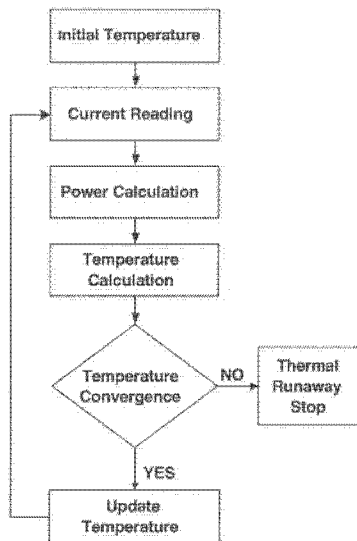 Initial Temperature
Current Reading
Power Calculation
Temperature
Calculation
Temperature
Convergence
NO
Thermal
Runaway
Stop
YES
Update
Temperature